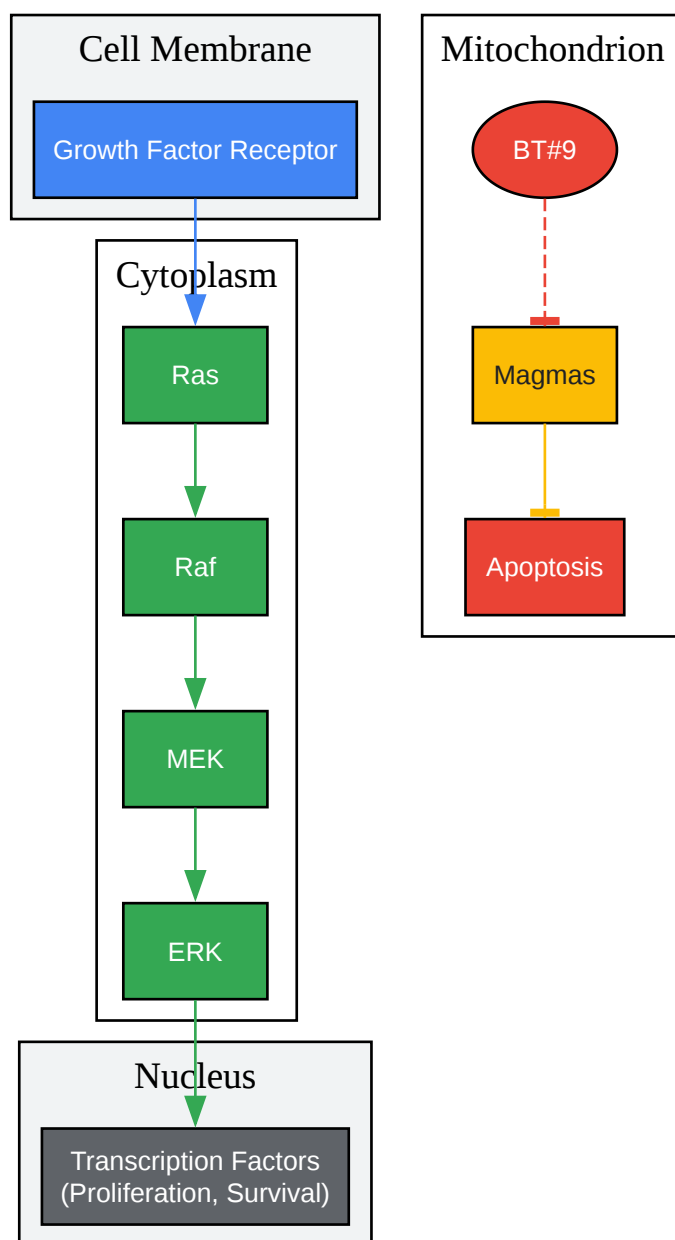 Cell Membrane
Growth Factor Receptor
Cytoplasm
Ras
Raf
MEK
ERK
Nucleus
Transcription Factors
(Proliferation, Survival)
Mitochondrion
BT#9
Magmas
Apoptosis